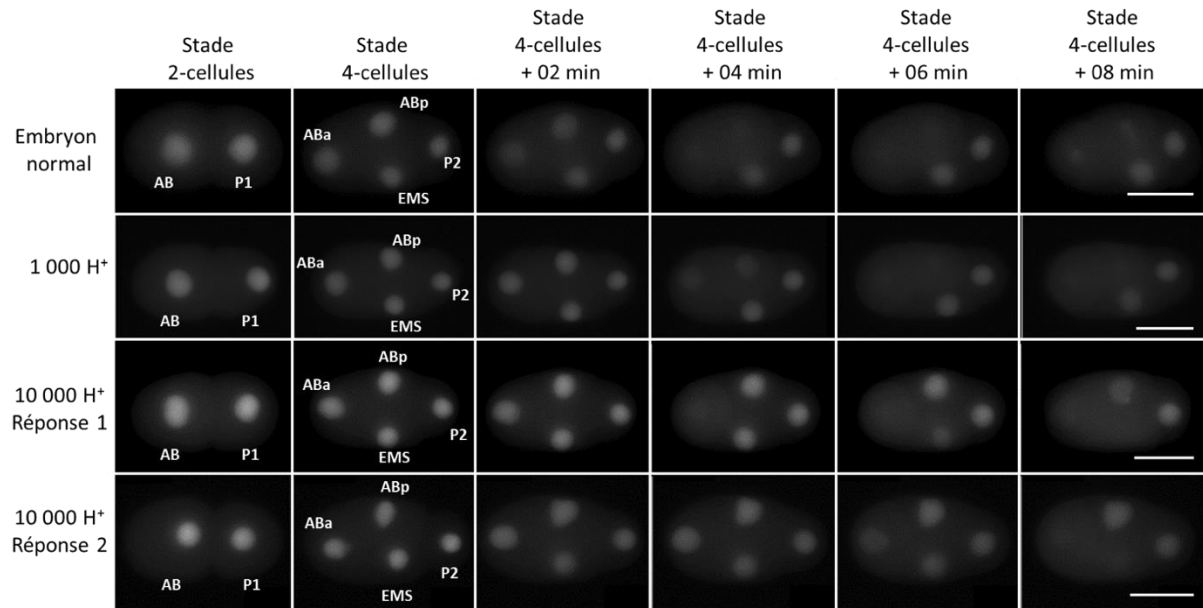 Stade
2-cellules
Stade
4-cellules
Stade
4-cellules
+ 02 min
Stade
4-cellules
+ 04 min
Stade
4-cellules
+ 06 min
Stade
4-cellules
+ 08 min
Embryon
normal
AB
P1
ABa
ABp
P2
EMS
1 000 H⁺
AB
P1
ABa
ABp
P2
EMS
10 000 H⁺
Réponse 1
AB
P1
ABa
ABp
P2
EMS
10 000 H⁺
Réponse 2
AB
P1
ABa
ABp
P2
EMS